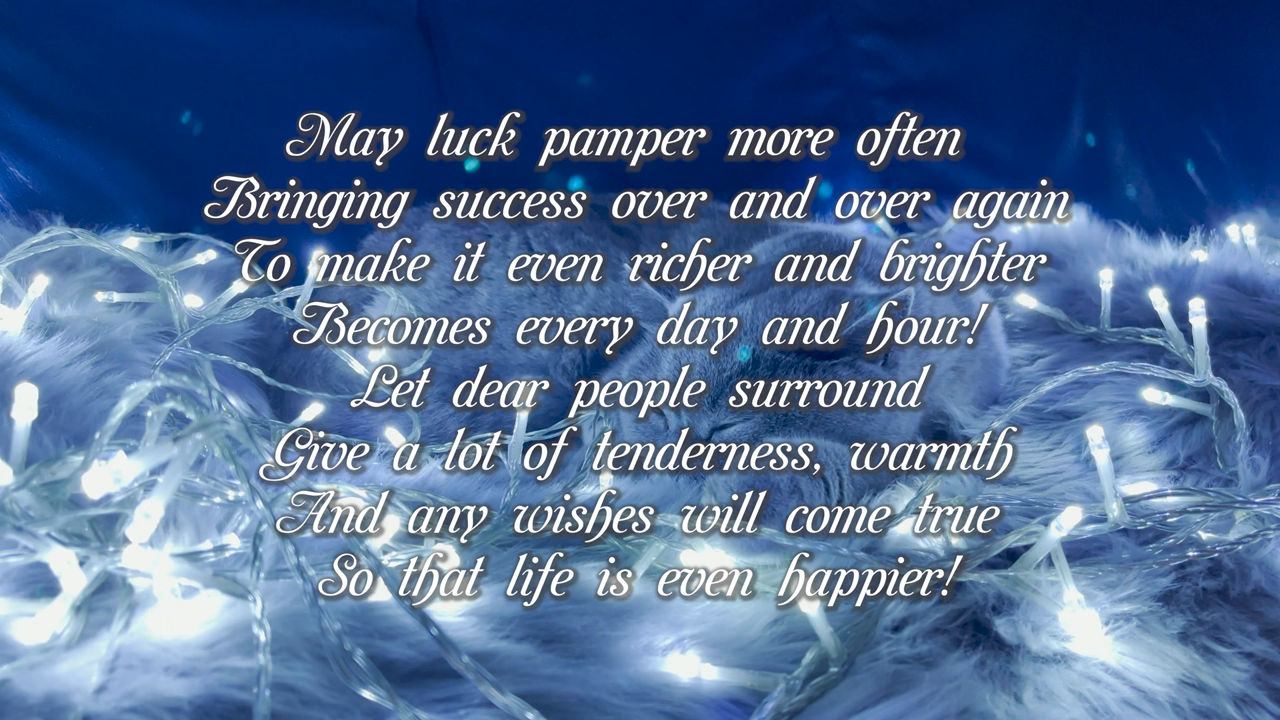 May luck pamper more often
Bringing success over and over again
To make it even richer and brighter
Becomes every day and hour!
Let dear people surround
Give a lot of tenderness, warmth
And any wishes will come true
So that life is even happier!